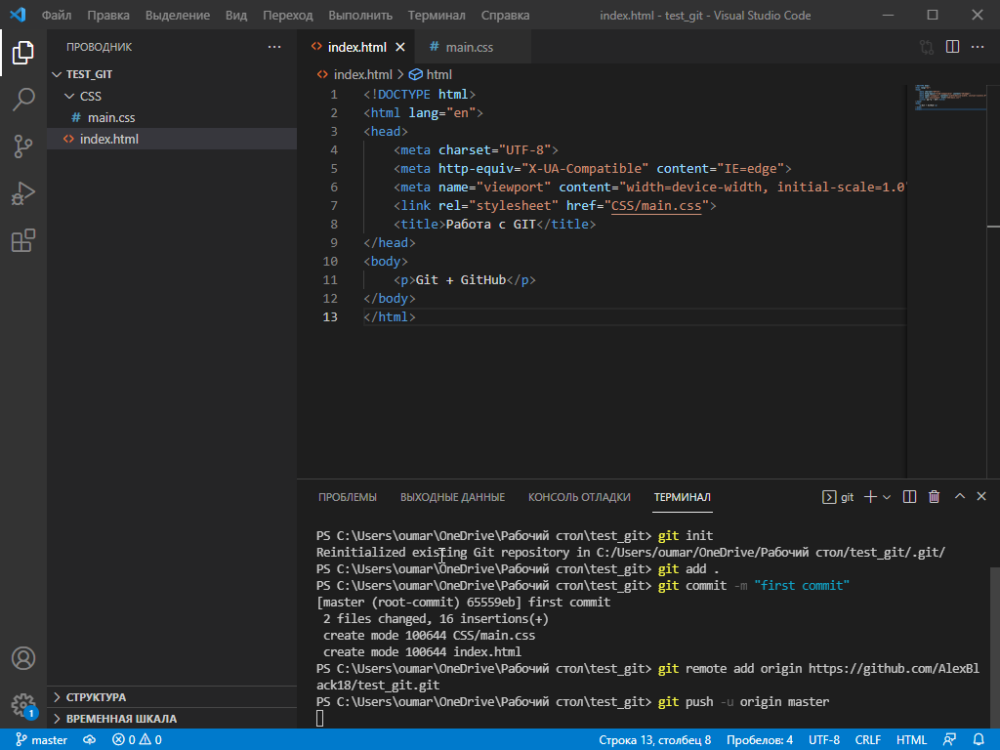 Файл Правка Выделение Вид Переход Выполнить Терминал Справка index.html - test_git - Visual Studio Code
ПРОВОДНИК
TEST_GIT
CSS
# main.css
<> index.html
<> index.html # main.css
<> index.html > html
1 <!DOCTYPE html>
2 <html lang="en">
3 <head>
4 <meta charset="UTF-8">
5 <meta http-equiv="X-UA-Compatible" content="IE=edge">
6 <meta name="viewport" content="width=device-width, initial-scale=1.0"
7 <link rel="stylesheet" href="CSS/main.css">
8 <title>Работа с GIT</title>
9 </head>
10 <body>
11 <p>Git + GitHub</p>
12 </body>
13 </html>
ПРОБЛЕМЫ ВЫХОДНЫЕ ДАННЫЕ КОНСОЛЬ ОТЛАДКИ ТЕРМИНАЛ git
PS C:\Users\oumar\OneDrive\Рабочий стол\test_git> git init
Reinitialized existing Git repository in C:/Users/oumar/OneDrive/Рабочий стол/test_git/.git/
PS C:\Users\oumar\OneDrive\Рабочий стол\test_git> git add .
PS C:\Users\oumar\OneDrive\Рабочий стол\test_git> git commit -m "first commit"
[master (root-commit) 65559eb] first commit
2 files changed, 16 insertions(+)
create mode 100644 CSS/main.css
create mode 100644 index.html
PS C:\Users\oumar\OneDrive\Рабочий стол\test_git> git remote add origin https://github.com/AlexBl
ack18/test_git.git
PS C:\Users\oumar\OneDrive\Рабочий стол\test_git> git push -u origin master
СТРУКТУРА
ВРЕМЕННАЯ ШКАЛА
1
master 0 0 Строка 13, столбец 8 Пробелов: 4 UTF-8 CRLF HTML